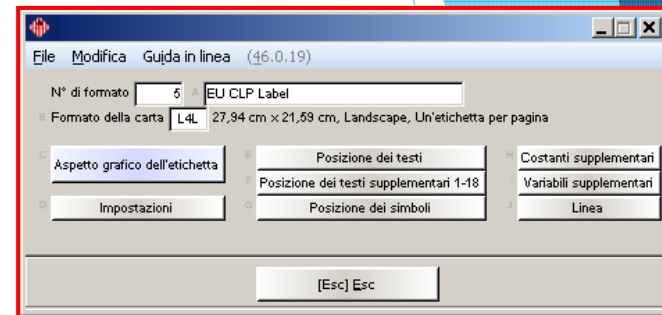 File Modifica Guida in linea (46.0.19)
N° di formato 5 A EU CLP Label
B Formato della carta L4L 27,94 cm × 21,59 cm, Landscape, Un'etichetta per pagina
C Aspetto grafico dell'etichetta E Posizione dei testi H Costanti supplementari
F Posizione dei testi supplementari 1-18 I Variabili supplementari
D Impostazioni G Posizione dei simboli J Linea
[Esc] Esc